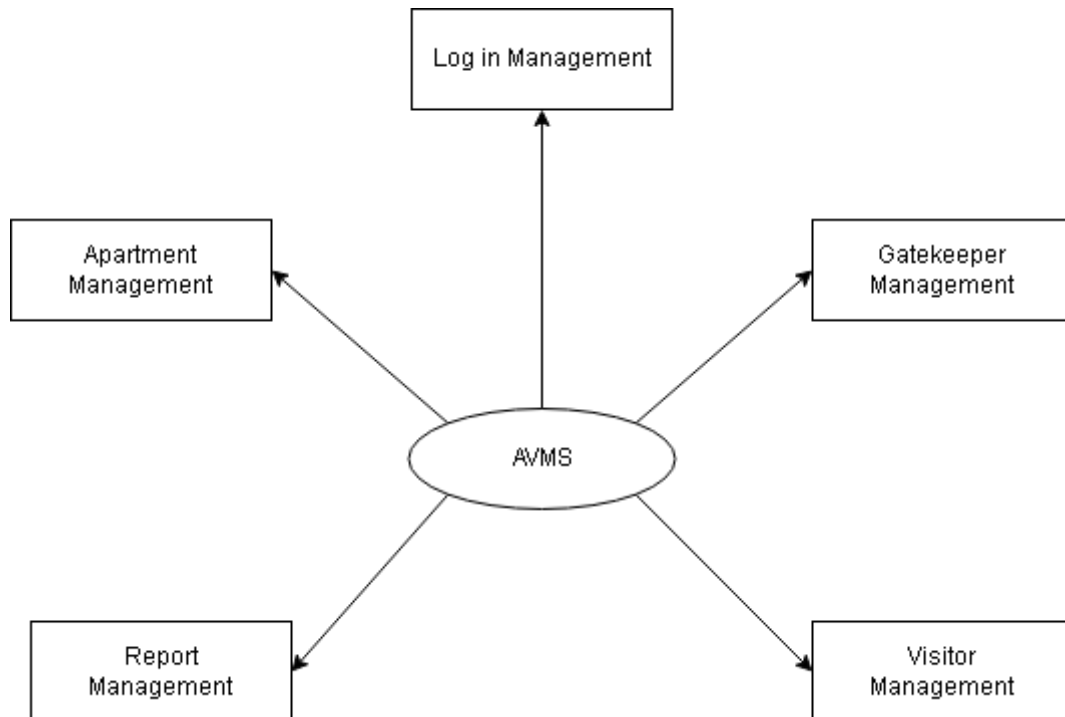 Log in Management
Apartment
Management
Gatekeeper
Management
AVMS
Report
Management
Visitor
Management